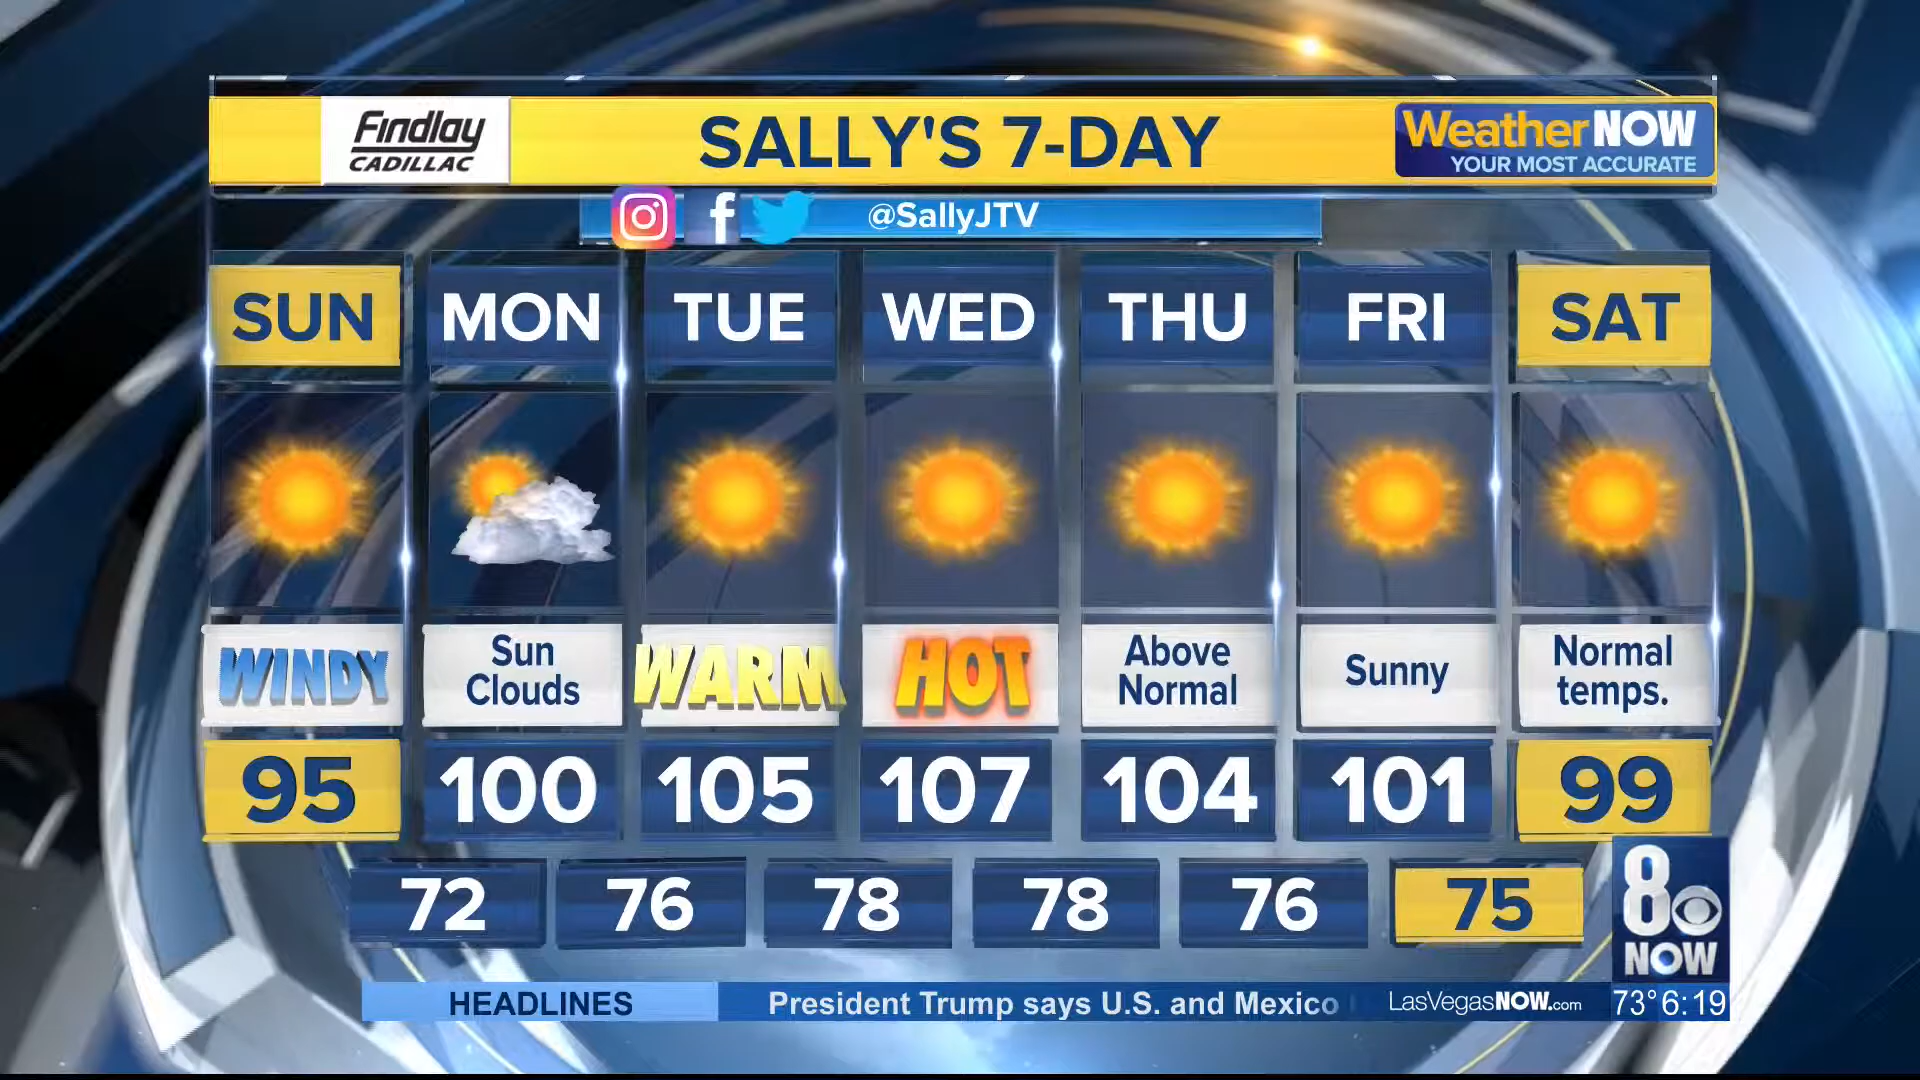 Findlay
CADILLAC
SALLY'S 7-DAY
WeatherNOW
YOUR MOST ACCURATE
f
@SallyJTV
SUN MON TUE WED THU FRI SAT
WINDY
Sun
Clouds
WARM
HOT
Above
Normal
Sunny
Normal
temps.
95 100 105 107 104 101 99
72 76 78 78 76 75
8
NOW
HEADLINES
President Trump says U.S. and Mexico
LasVegasNOW.com
73° 6:19